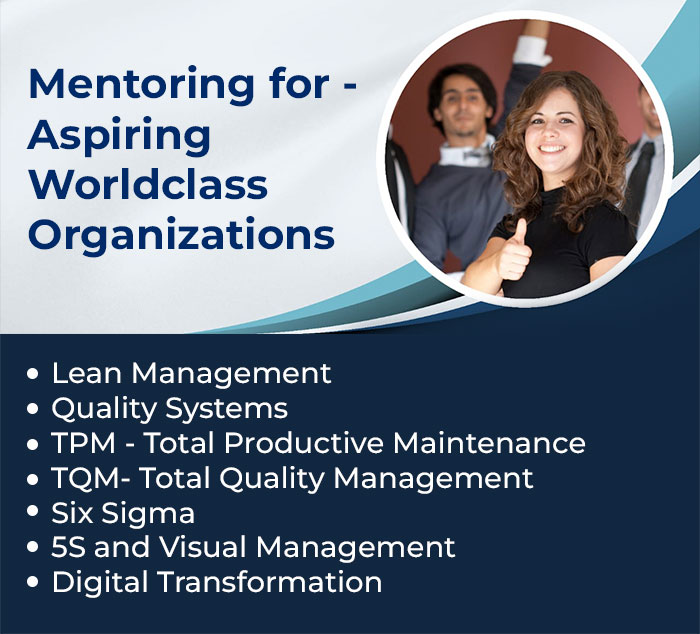 Mentoring for -
Aspiring
Worldclass
Organizations
• Lean Management
• Quality Systems
• TPM - Total Productive Maintenance
• TQM- Total Quality Management
• Six Sigma
• 5S and Visual Management
• Digital Transformation